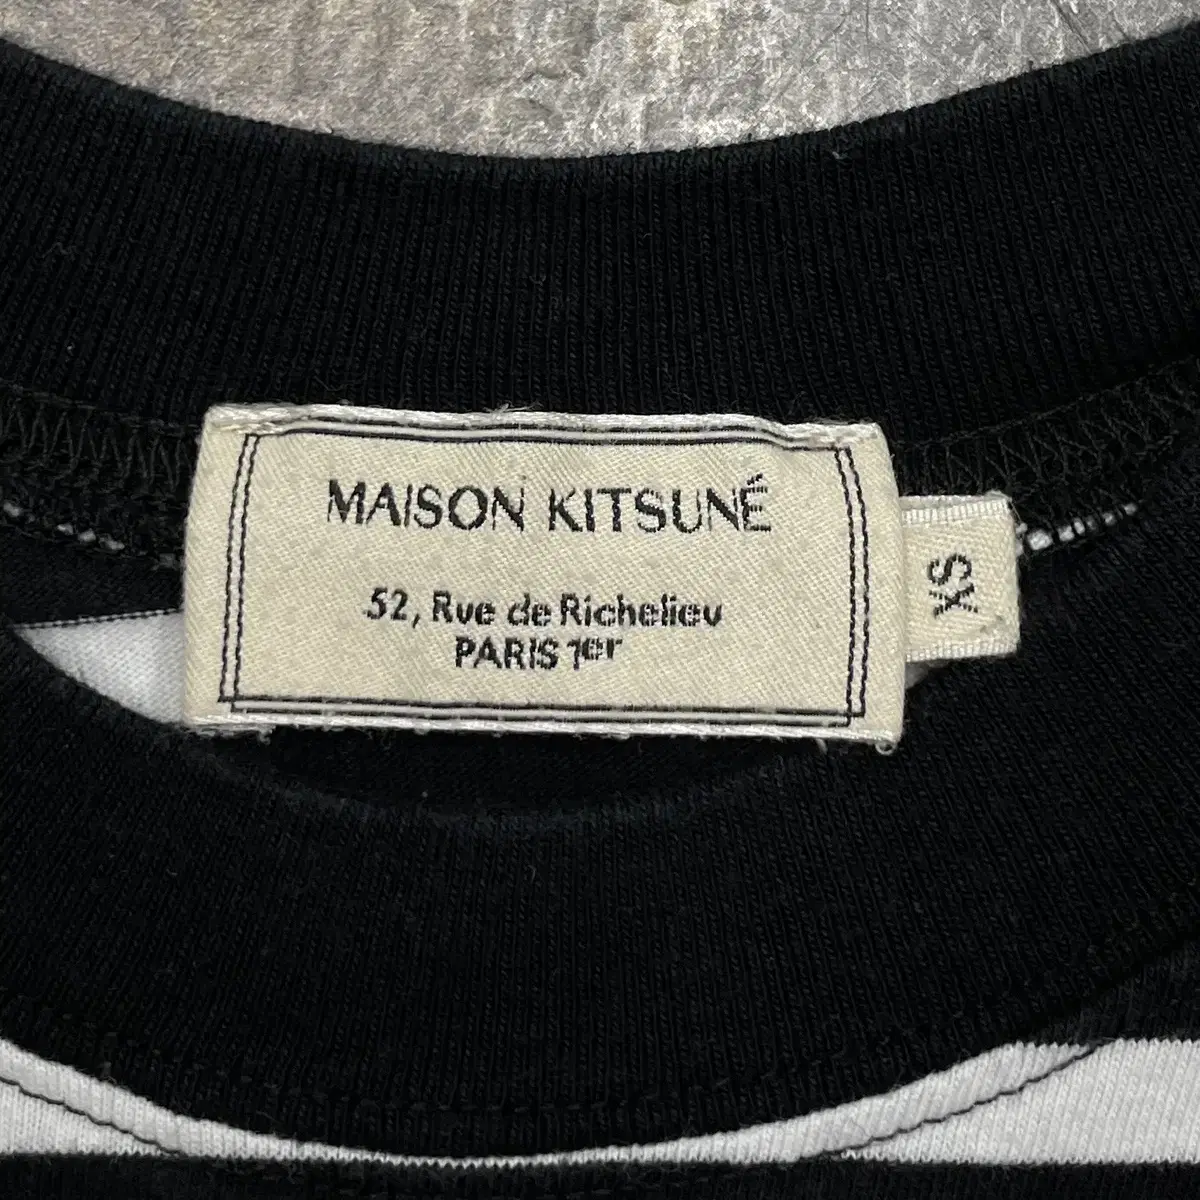 MAISON KITSUNÉ
52, Rue de Richelieu
PARIS 1er
XS